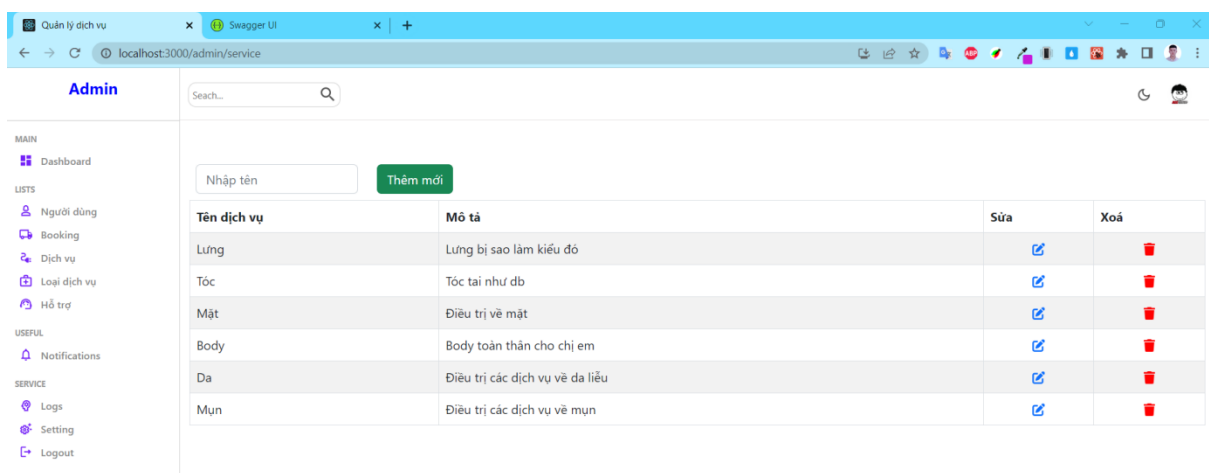 Quản lý dịch vụ Swagger UI
localhost:3000/admin/service
ABP
Admin
Seach...
MAIN
Dashboard
LISTS
Người dùng
Booking
Dịch vụ
Loại dịch vụ
Hỗ trợ
USEFUL
Notifications
SERVICE
Logs
Setting
Logout
Nhập tên Thêm mới
Tên dịch vụ Mô tả Sửa Xoá
Lưng Lưng bị sao làm kiểu đó
Tóc Tóc tai như db
Mặt Điều trị về mặt
Body Body toàn thân cho chị em
Da Điều trị các dịch vụ về da liễu
Mụn Điều trị các dịch vụ về mụn